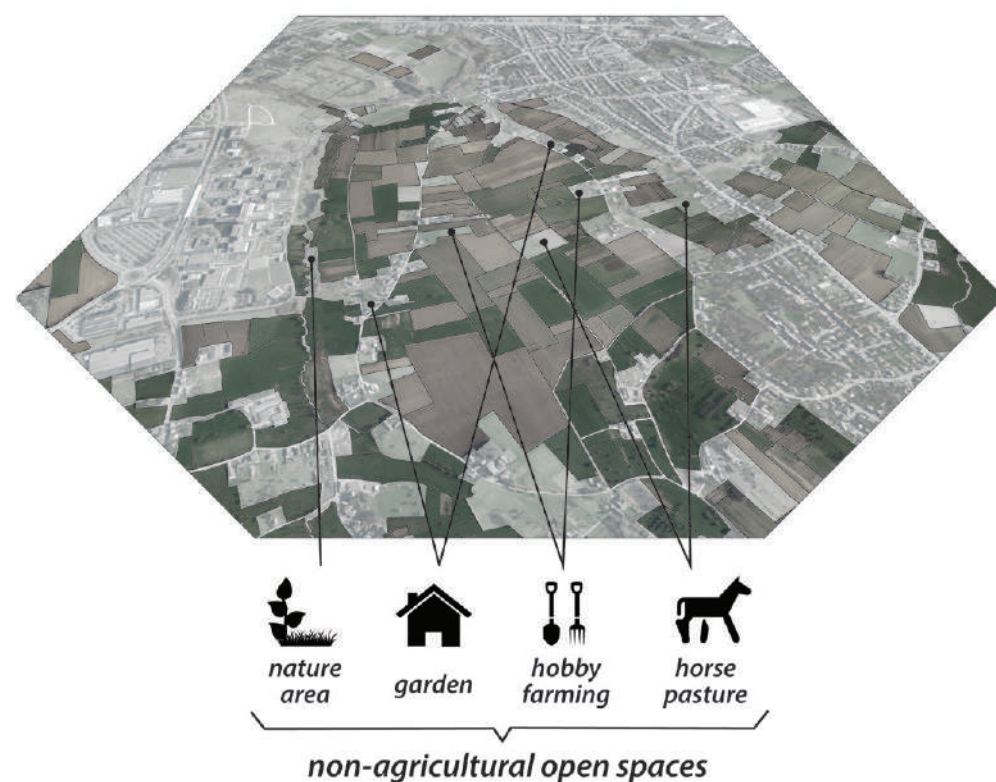 nature
area
garden
hobby
farming
horse
pasture
non-agricultural open spaces